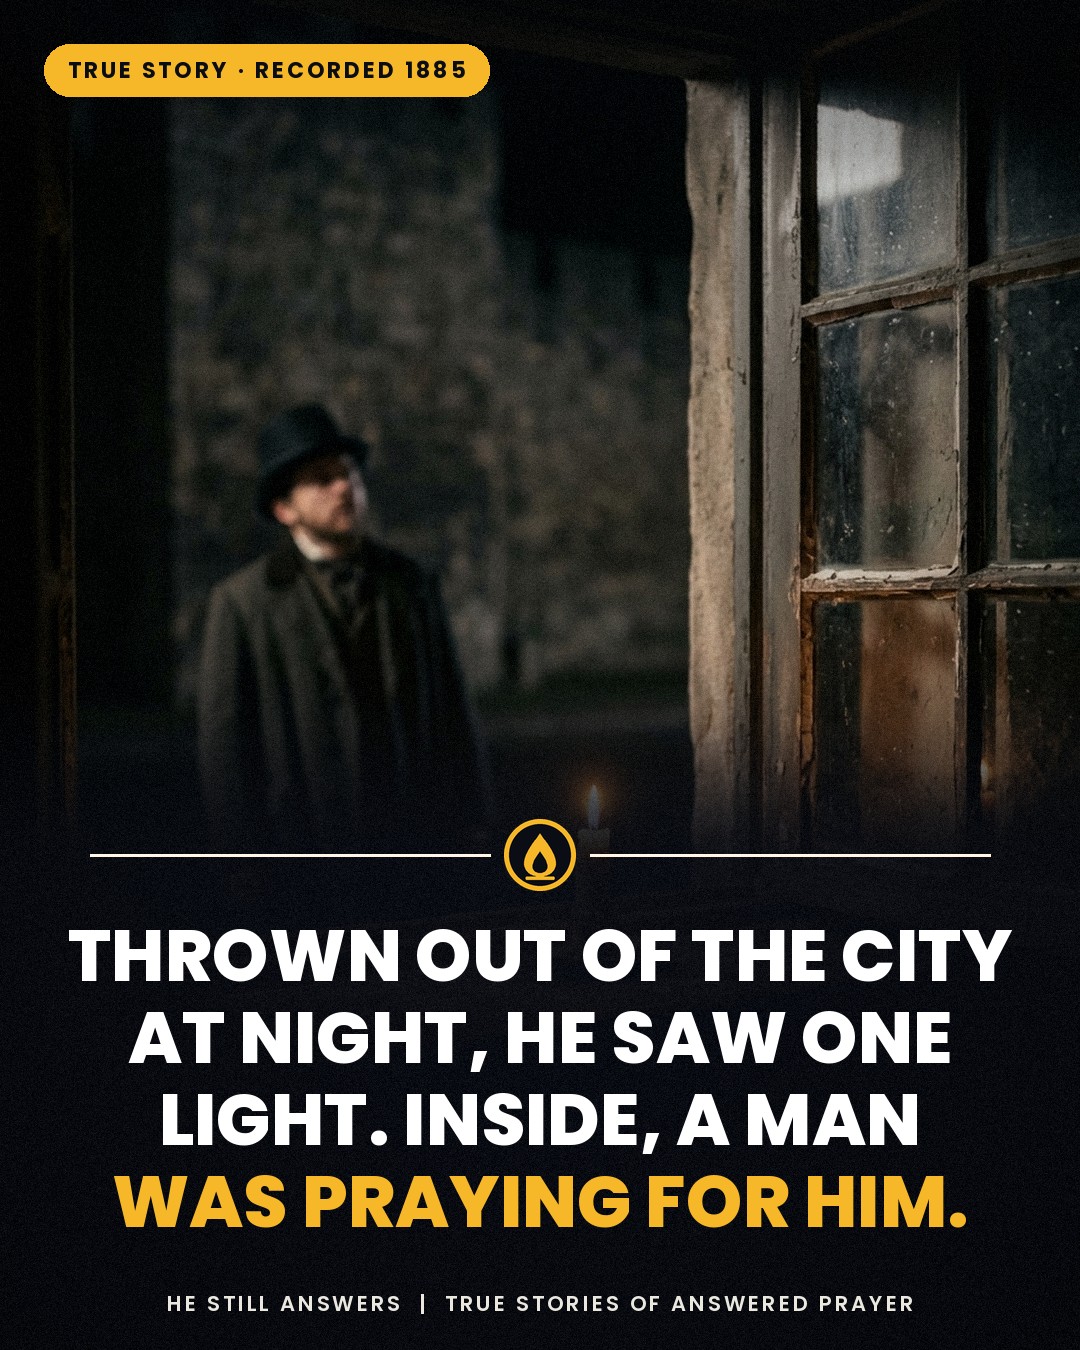 TRUE STORY · RECORDED 1885
THROWN OUT OF THE CITY
AT NIGHT, HE SAW ONE
LIGHT. INSIDE, A MAN
WAS PRAYING FOR HIM.
HE STILL ANSWERS | TRUE STORIES OF ANSWERED PRAYER